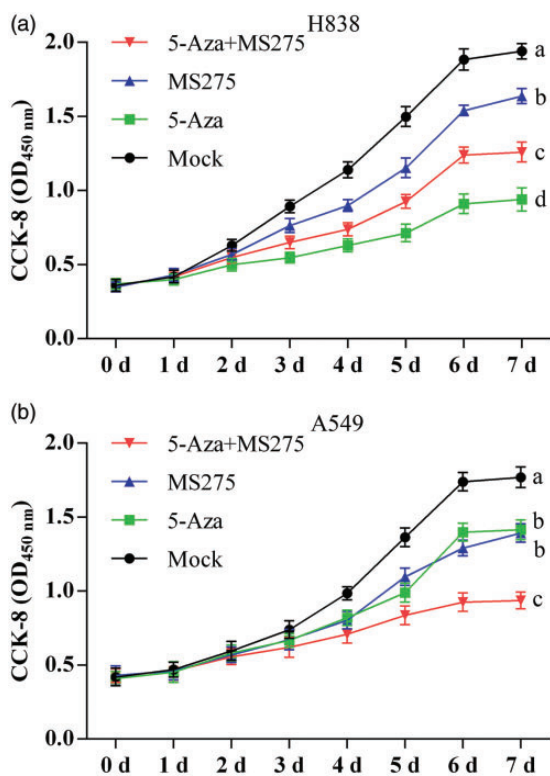 (a)
H838
5-Aza+MS275
MS275
5-Aza
Mock
a
b
c
d
CCK-8 (OD450 nm)
2.0
1.5
1.0
0.5
0.0
0 d 1 d 2 d 3 d 4 d 5 d 6 d 7 d
(b)
A549
5-Aza+MS275
MS275
5-Aza
Mock
a
b
b
c
CCK-8 (OD450 nm)
2.0
1.5
1.0
0.5
0.0
0 d 1 d 2 d 3 d 4 d 5 d 6 d 7 d